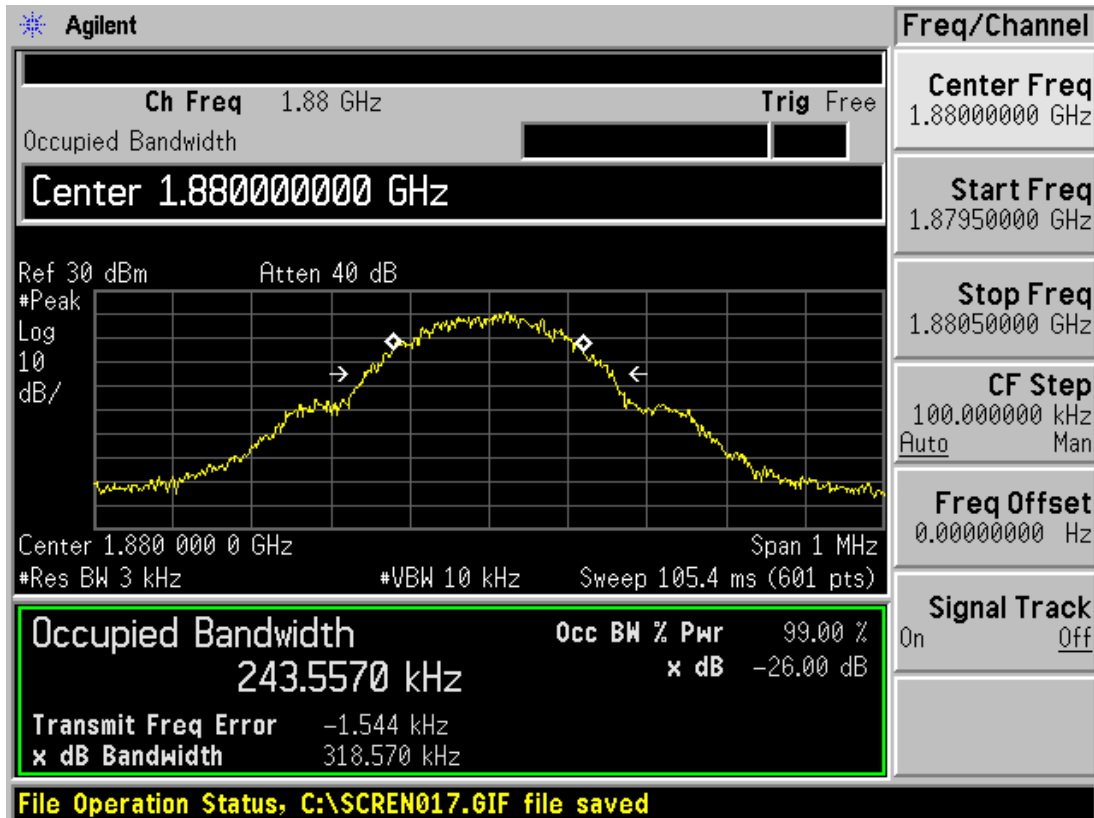 Agilent
Freq/Channel
Ch Freq 1.88 GHz Trig Free
Occupied Bandwidth
Center 1.880000000 GHz
Ref 30 dBm Atten 40 dB
#Peak
Log
10
dB/
Center 1.880 000 0 GHz Span 1 MHz
#Res BW 3 kHz #VBW 10 kHz Sweep 105.4 ms (601 pts)
Occupied Bandwidth
243.5570 kHz
Occ BW % Pwr 99.00 %
x dB -26.00 dB
Transmit Freq Error -1.544 kHz
x dB Bandwidth 318.570 kHz
File Operation Status, C:\SCREN017.GIF file saved
Center Freq
1.88000000 GHz
Start Freq
1.87950000 GHz
Stop Freq
1.88050000 GHz
CF Step
100.000000 kHz
Auto Man
Freq Offset
0.00000000 Hz
Signal Track
On Off